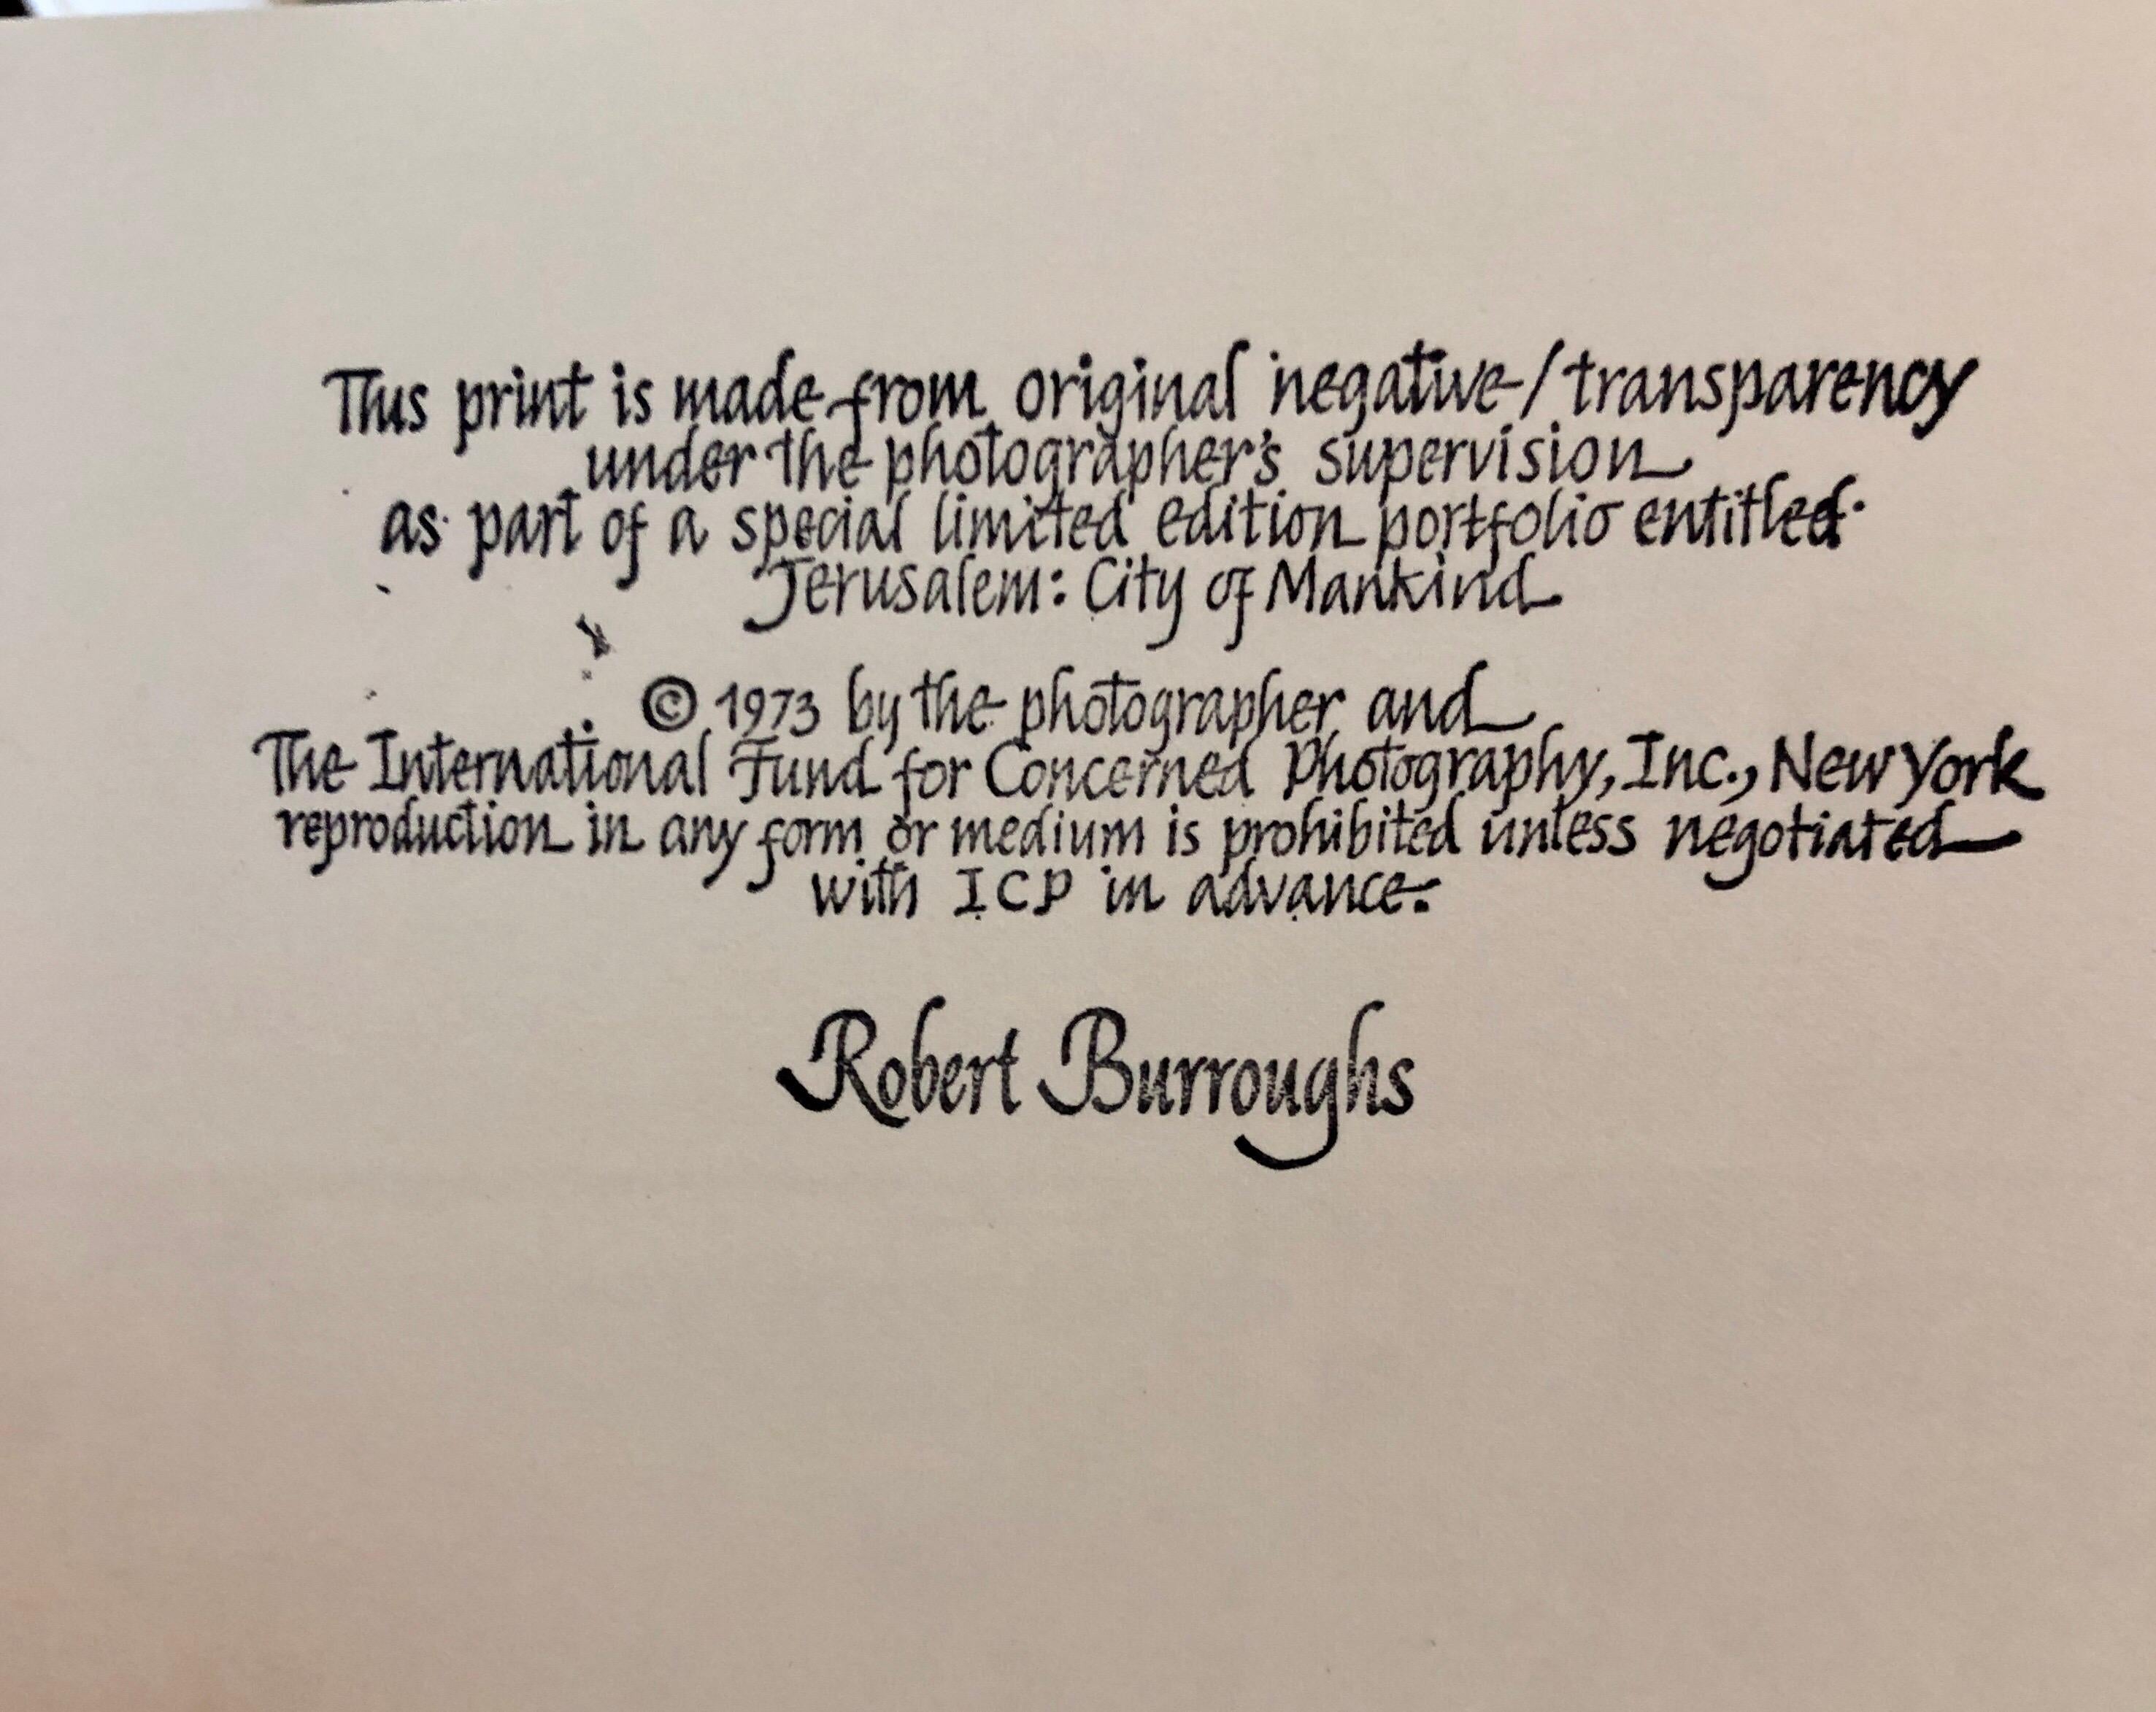 This print is made from original negative/transparency
under the photographer's supervision
as part of a special limited edition portfolio entitled
Jerusalem: City of Mankind
© 1973 by the photographer and
The International Fund for Concerned Photography, Inc., New York
reproduction in any form or medium is prohibited unless negotiated
with ICP in advance.
Robert Burroughs